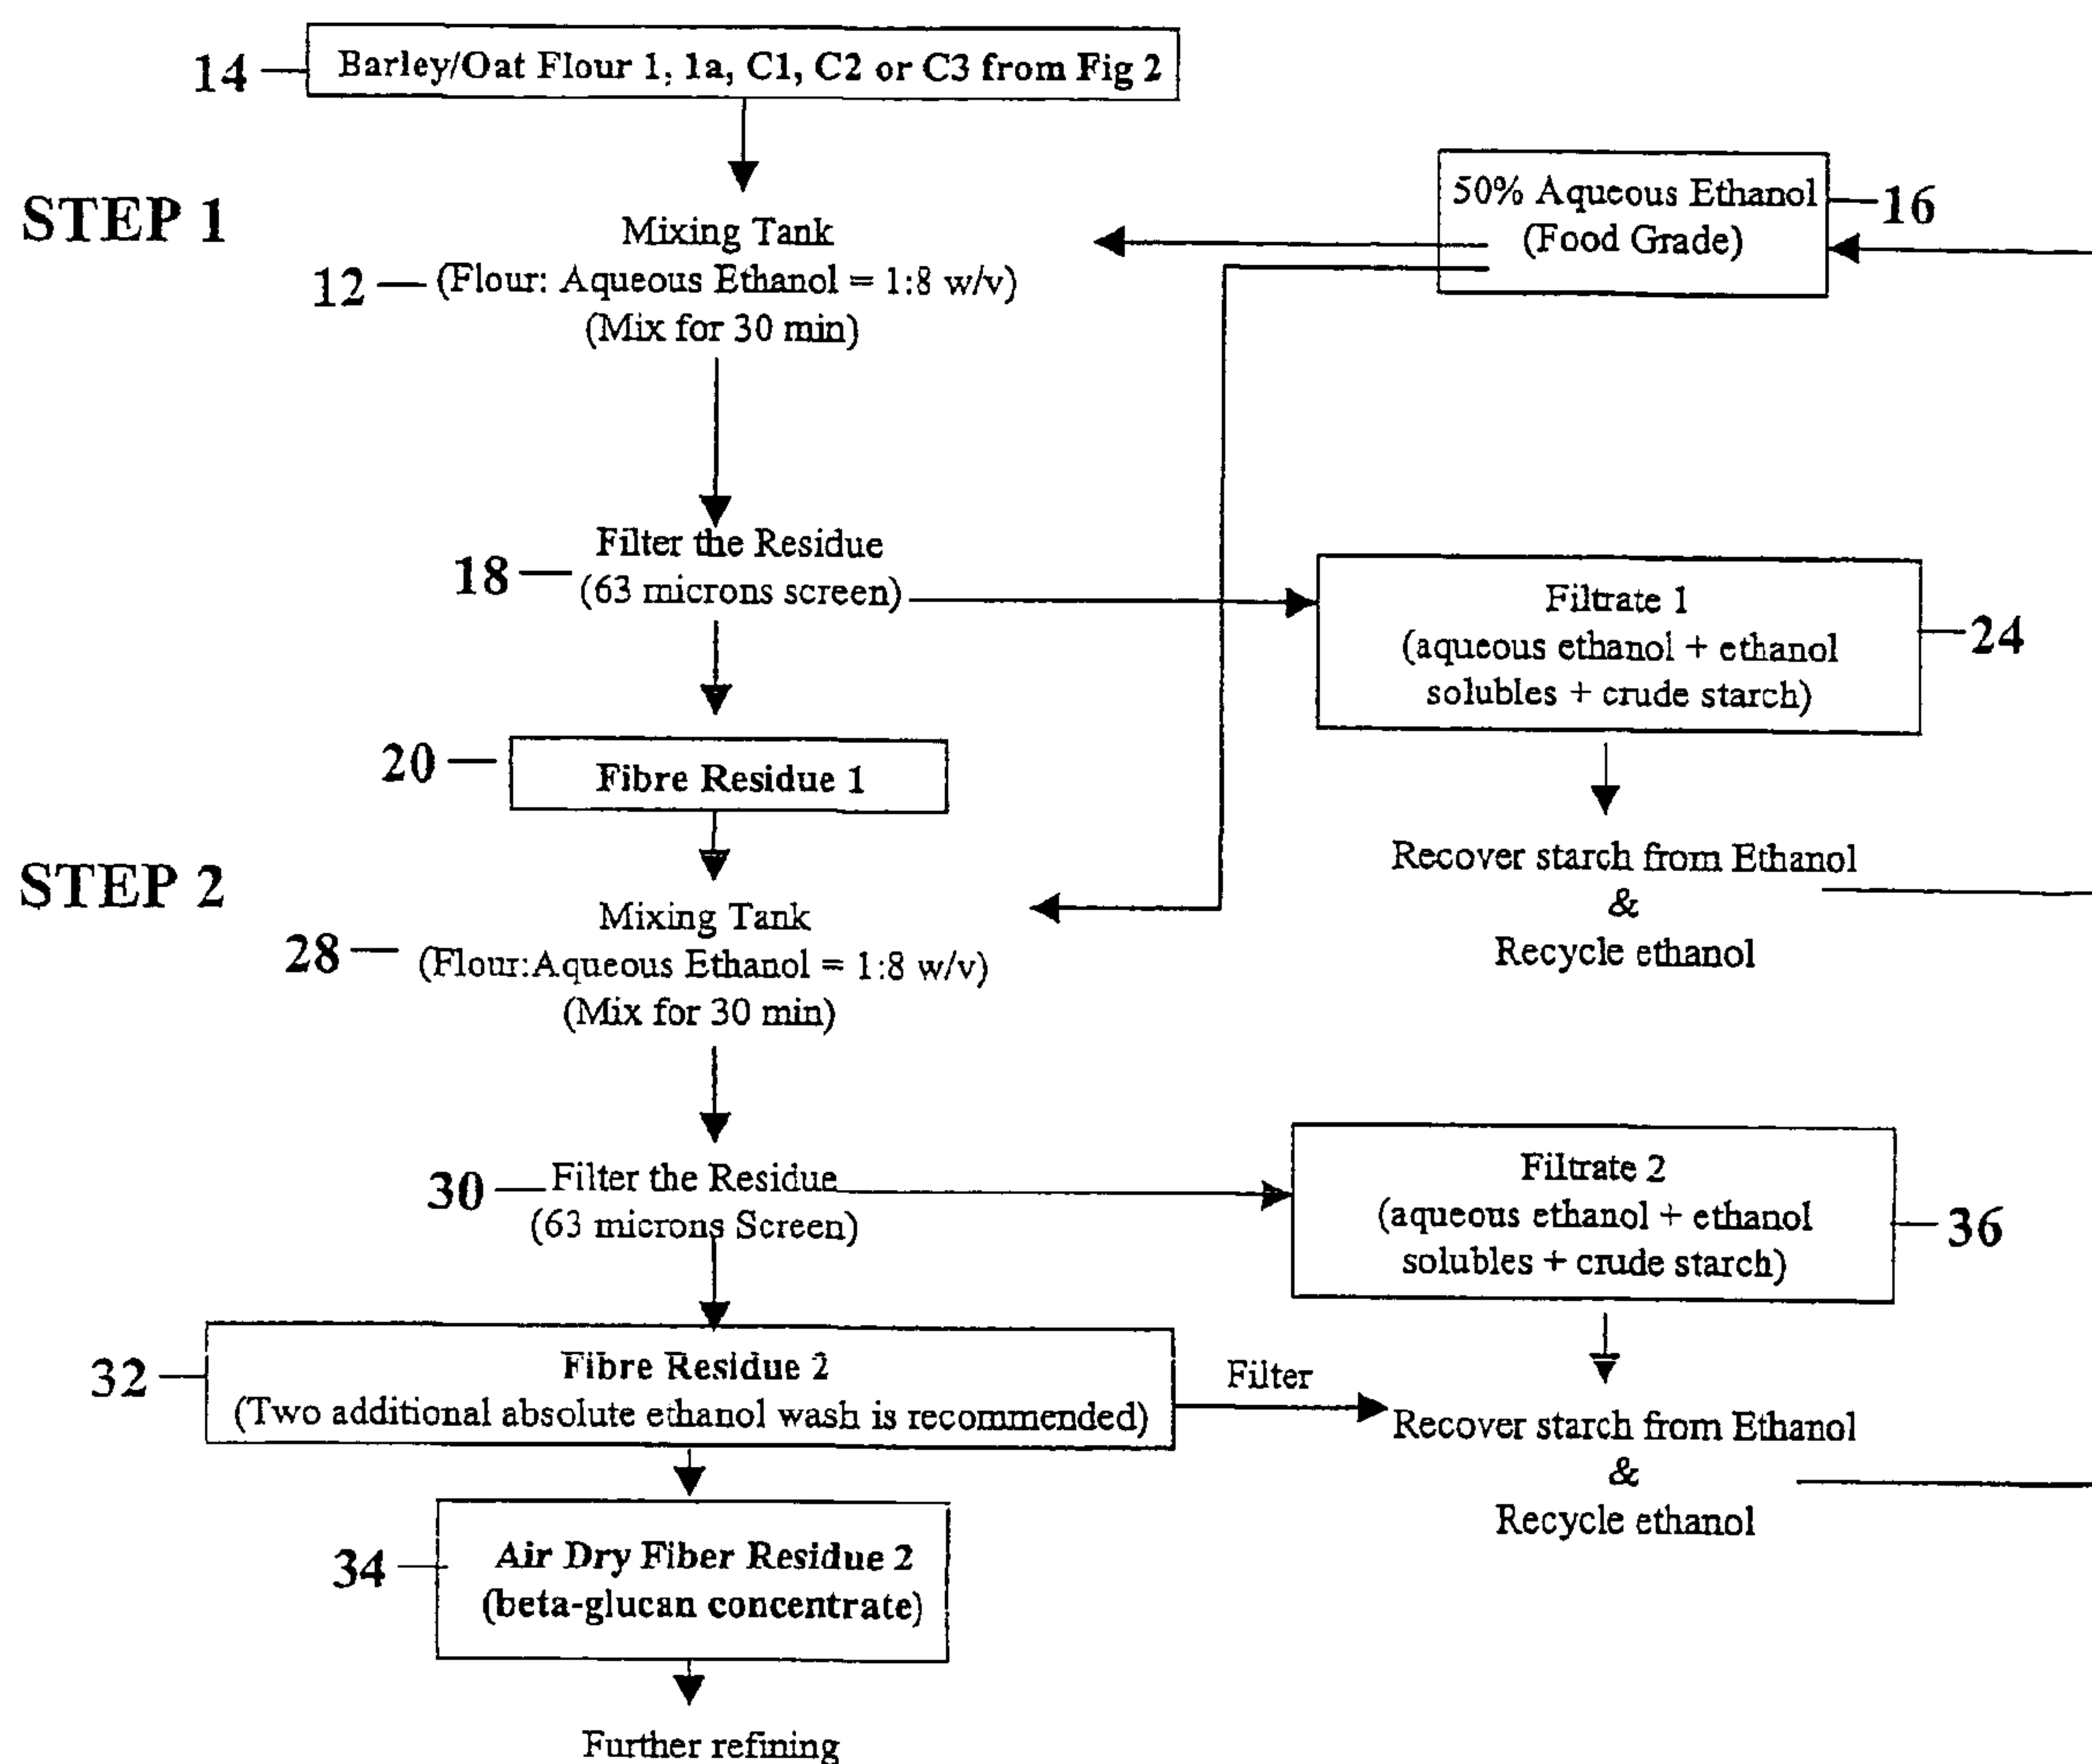 14
Barley/Oat Flour 1, 1a, C1, C2 or C3 from Fig 2
STEP 1
Mixing Tank
12
(Flour: Aqueous Ethanol = 1:8 w/v)
(Mix for 30 min)
50% Aqueous Ethanol
(Food Grade)
16
Filter the Residue
18
(63 microns screen)
Filtrate 1
(aqueous ethanol + ethanol
solubles + crude starch)
24
20
Fibre Residue 1
Recover starch from Ethanol
&
Recycle ethanol
STEP 2
Mixing Tank
28
(Flour:Aqueous Ethanol = 1:8 w/v)
(Mix for 30 min)
30
Filter the Residue
(63 microns Screen)
Filtrate 2
(aqueous ethanol + ethanol
solubles + crude starch)
36
32
Fibre Residue 2
(Two additional absolute ethanol wash is recommended)
Filter
Recover starch from Ethanol
&
Recycle ethanol
34
Air Dry Fiber Residue 2
(beta-glucan concentrate)
Further refining